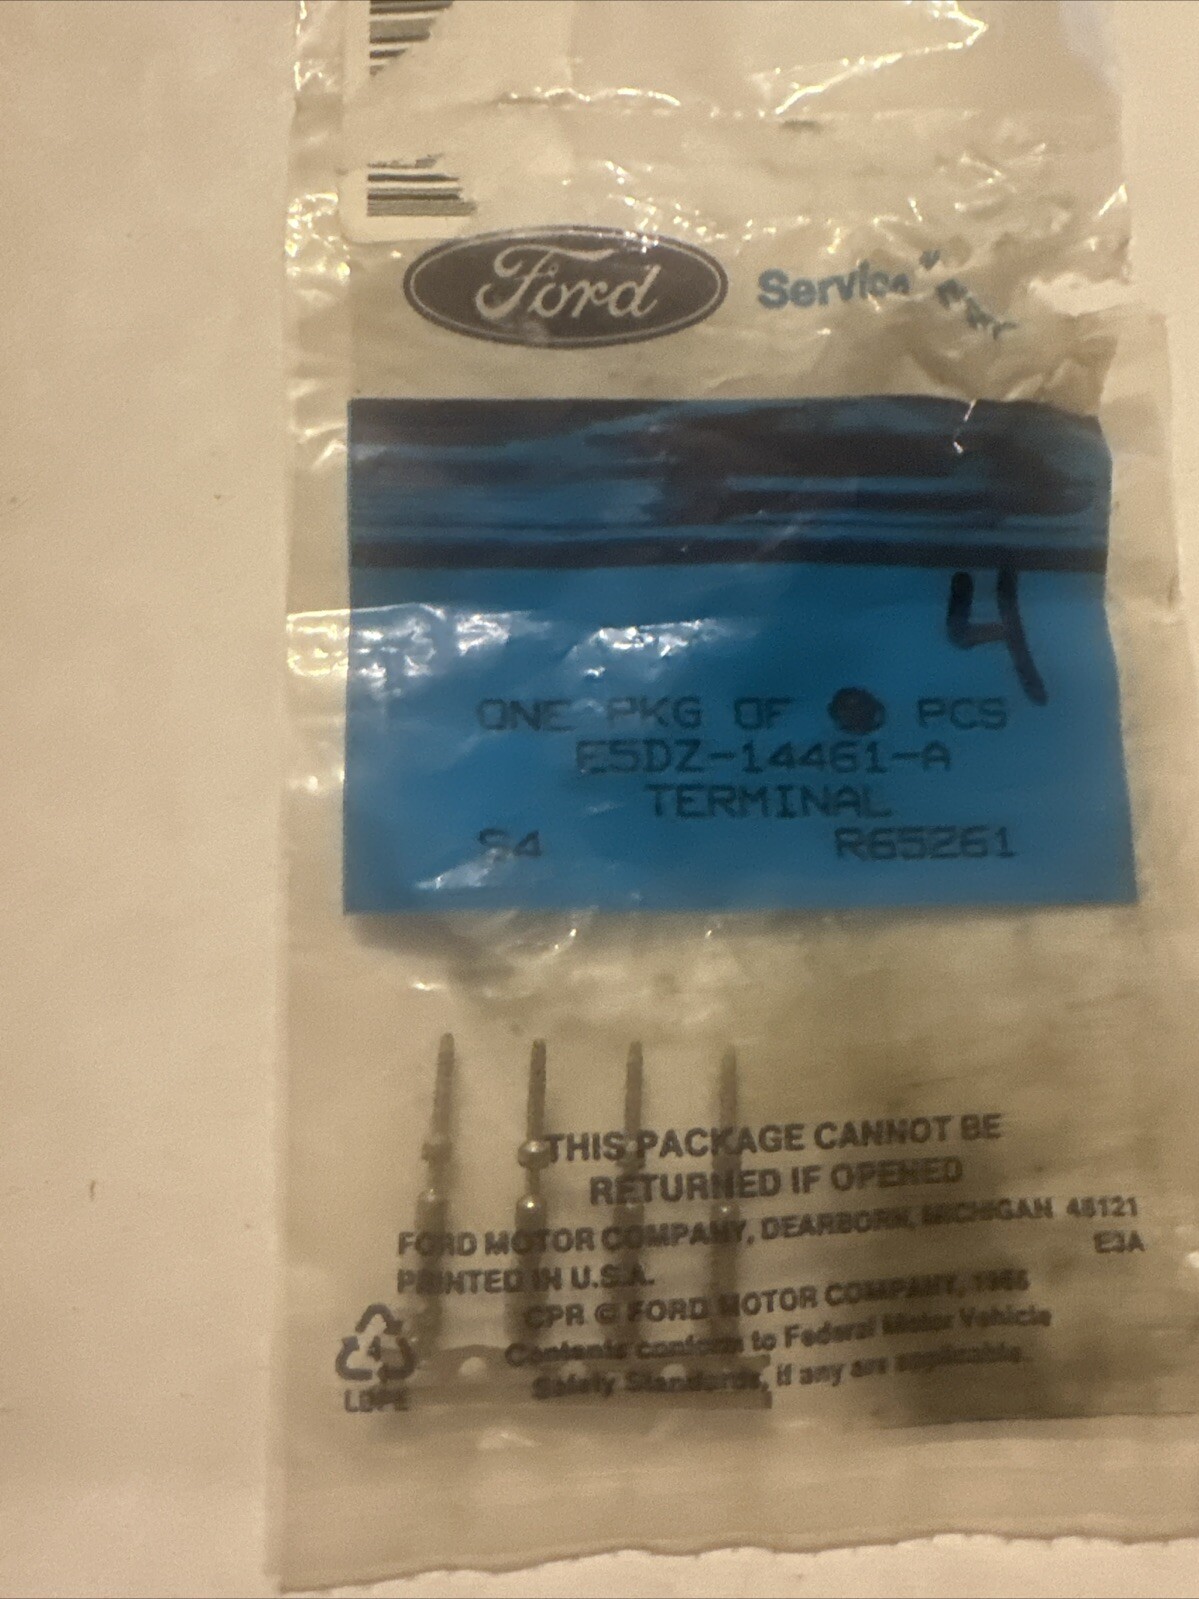 Ford Service
4
ONE PKG OF PCS
E5DZ-14461-A
TERMINAL
S4 R65261
THIS PACKAGE CANNOT BE
RETURNED IF OPENED
FORD MOTOR COMPANY, DEARBORN, MICHIGAN 48121
E3A
PRINTED IN U.S.A.
CPR © FORD MOTOR COMPANY,
Contents conform to Federal Motor Vehicle
Safety Standards, if any are applicable.
4
LDPE